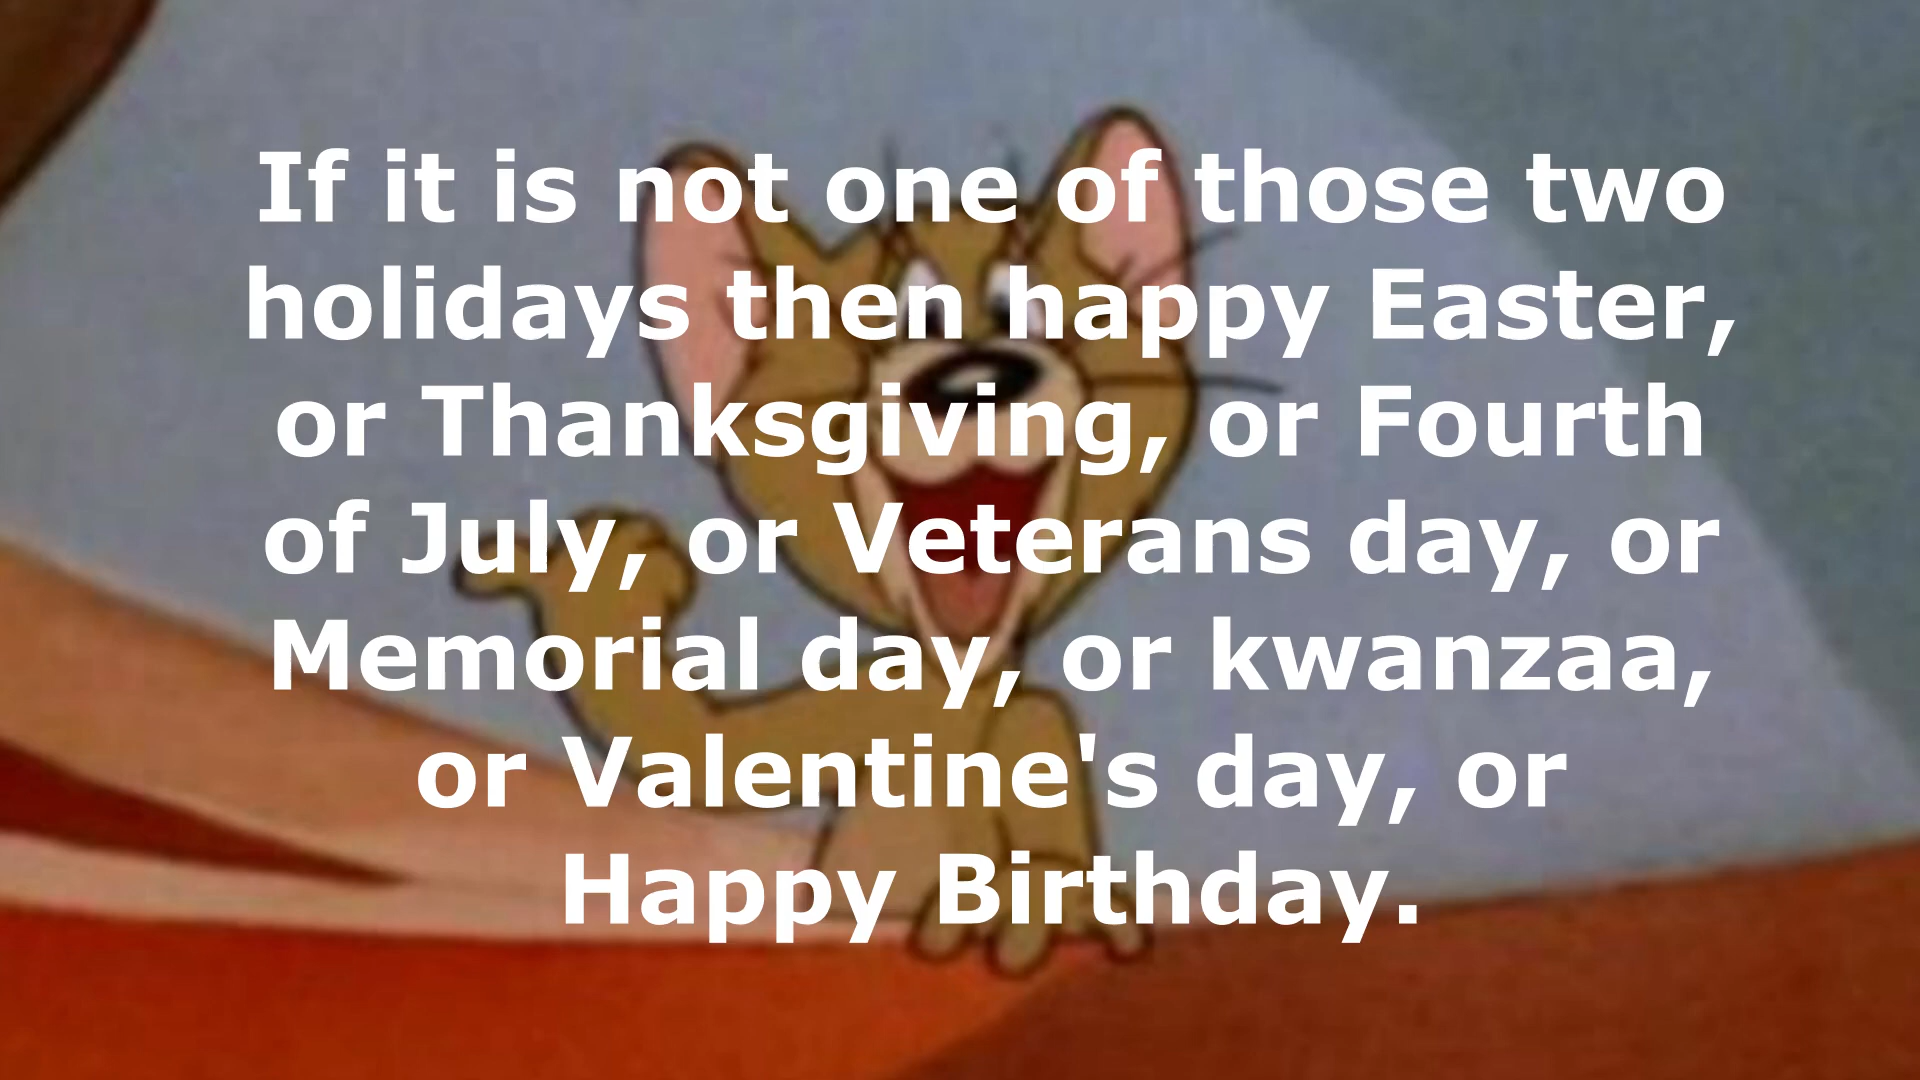 If it is not one of those two
holidays then happy Easter,
or Thanksgiving, or Fourth
of July, or Veterans day, or
Memorial day, or kwanzaa,
or Valentine's day, or
Happy Birthday.